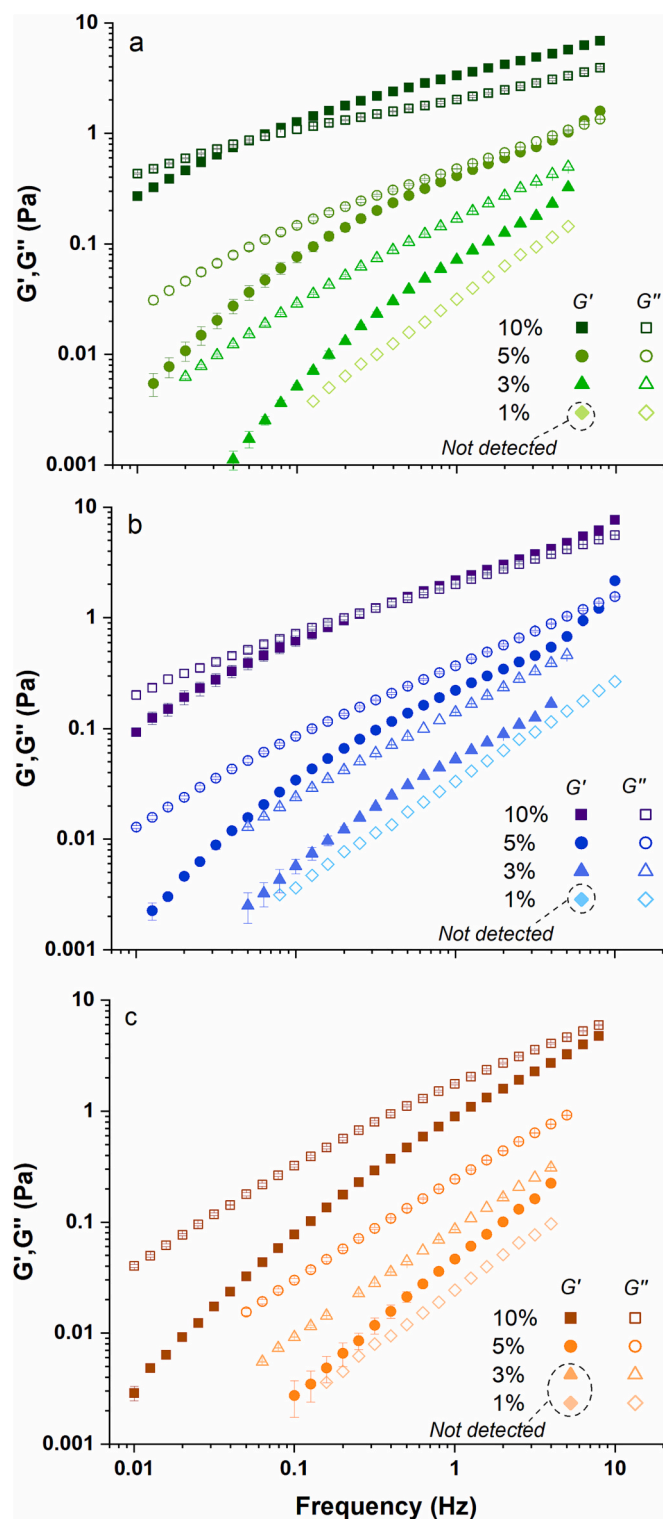 a
10
1
0.1
0.01
0.001
G',G'' (Pa)
G' G''
10%
5%
3%
1%
Not detected
b
10
1
0.1
0.01
0.001
G',G'' (Pa)
G' G''
10%
5%
3%
1%
Not detected
c
10
1
0.1
0.01
0.001
G',G'' (Pa)
G' G''
10%
5%
3%
1%
Not detected
0.01 0.1 1 10
Frequency (Hz)